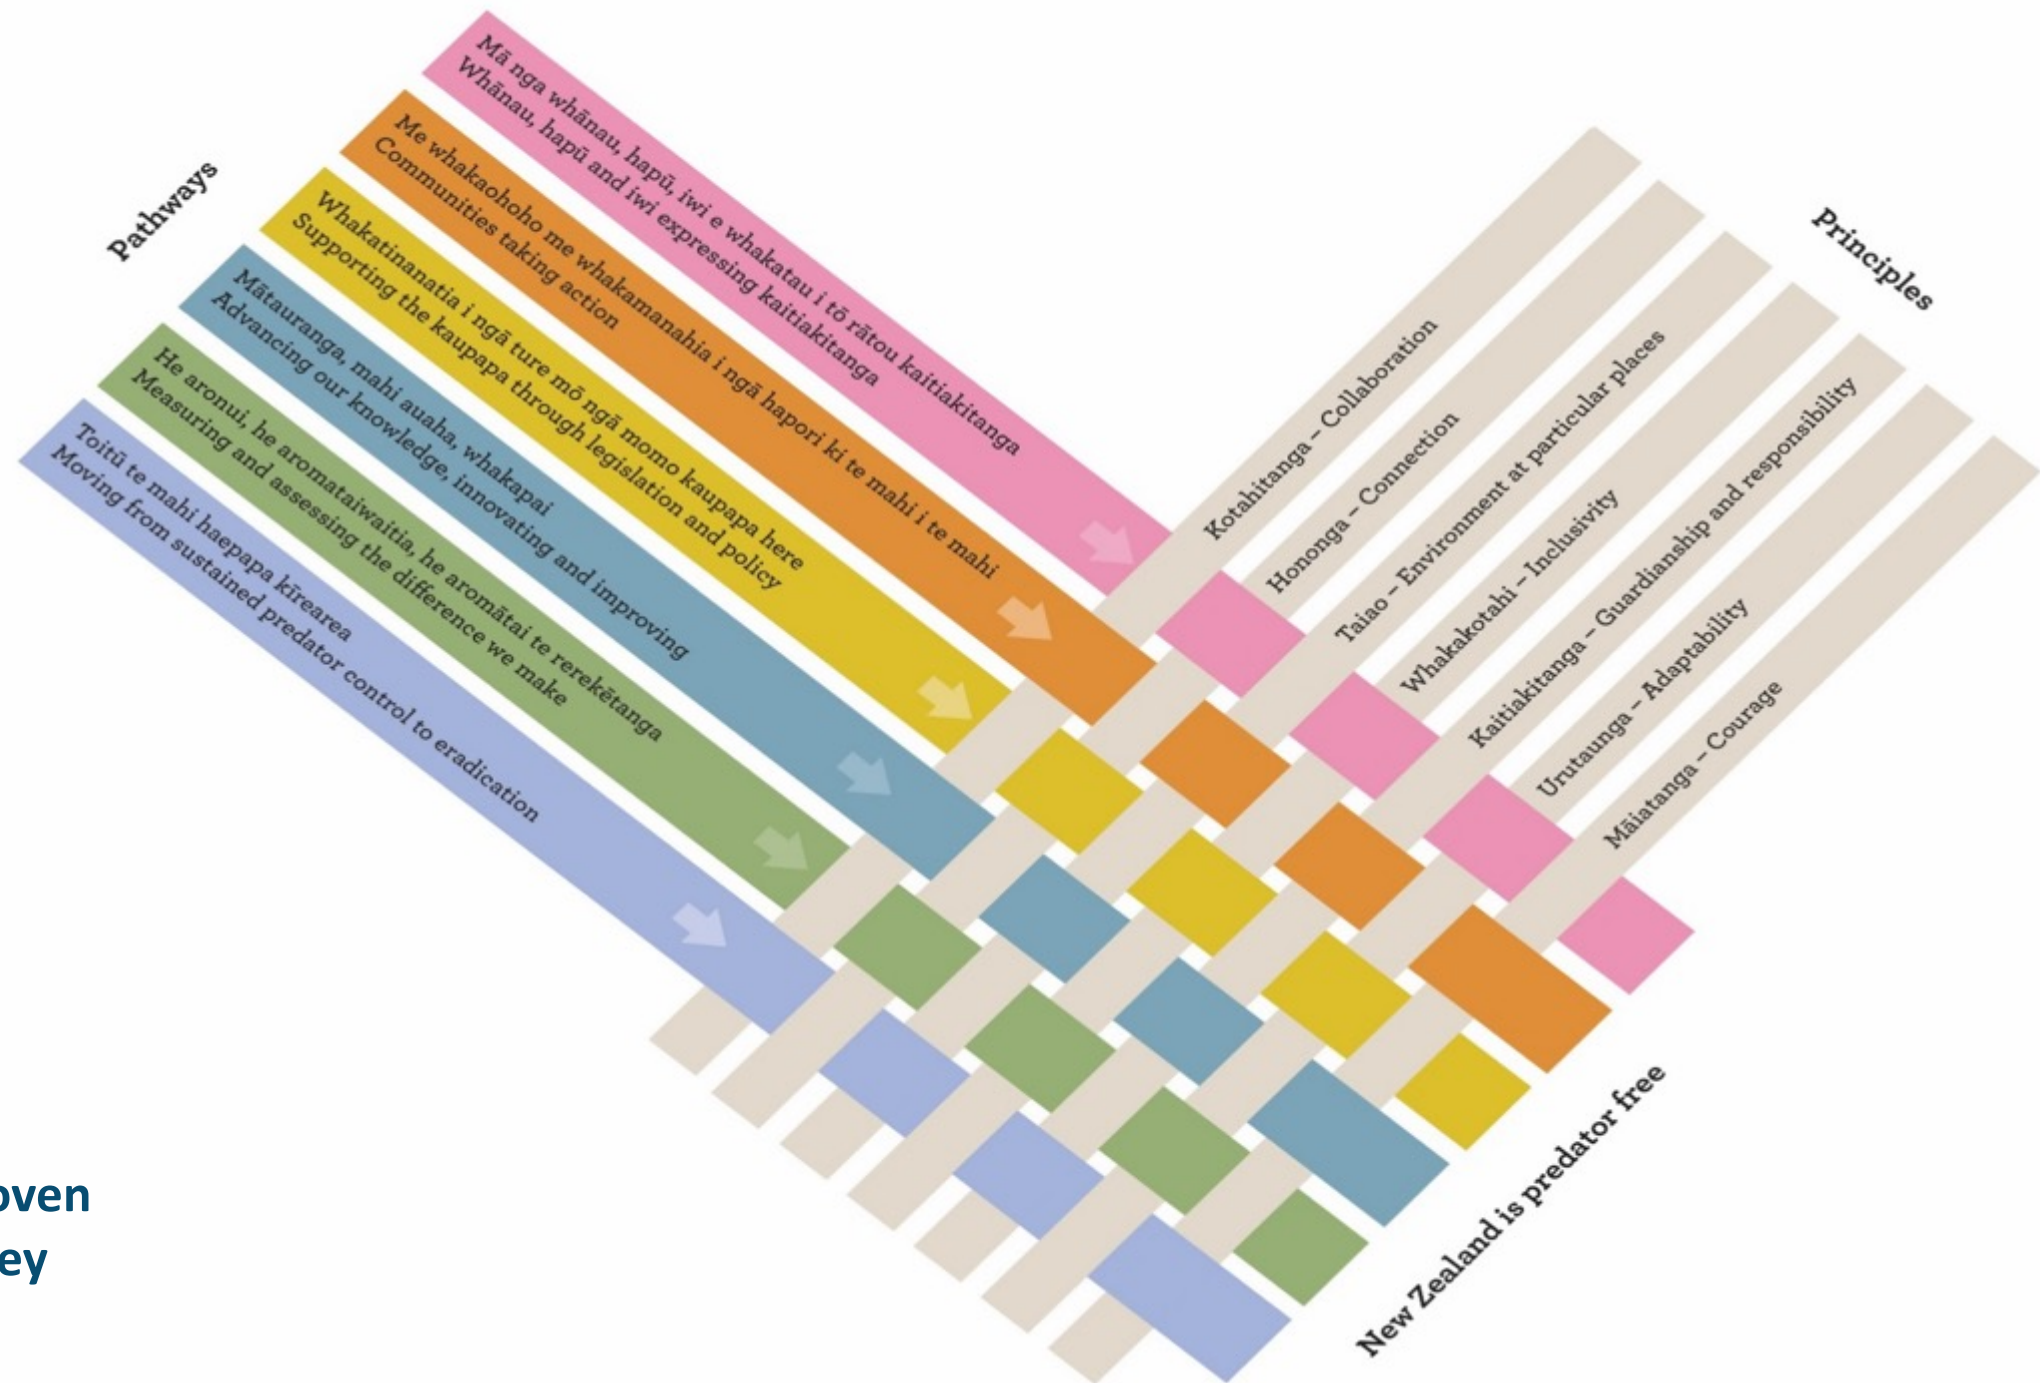 Pathways
Mā nga whānau, hapū, iwi e whakatau i tō rātou kaitiakitanga
Whānau, hapū and iwi expressing kaitiakitanga
Me whakaohoho me whakamanahia i ngā hapori ki te mahi i te mahi
Communities taking action
Whakatinanatia i ngā ture mō ngā momo kaupapa here
Supporting the kaupapa through legislation and policy
Mātauranga, mahi auaha, whakapai
Advancing our knowledge, innovating and improving
He aronui, he aromataiwaitia, he aromātai te rerekētanga
Measuring and assessing the difference we make
Toitū te mahi haepapa kīrearea
Moving from sustained predator control to eradication
Principles
Kotahitanga – Collaboration
Hononga – Connection
Taiao – Environment at particular places
Whakakotahi – Inclusivity
Kaitiakitanga – Guardianship and responsibility
Urutaunga – Adaptability
Māiatanga – Courage
New Zealand is predator free
oven
ey